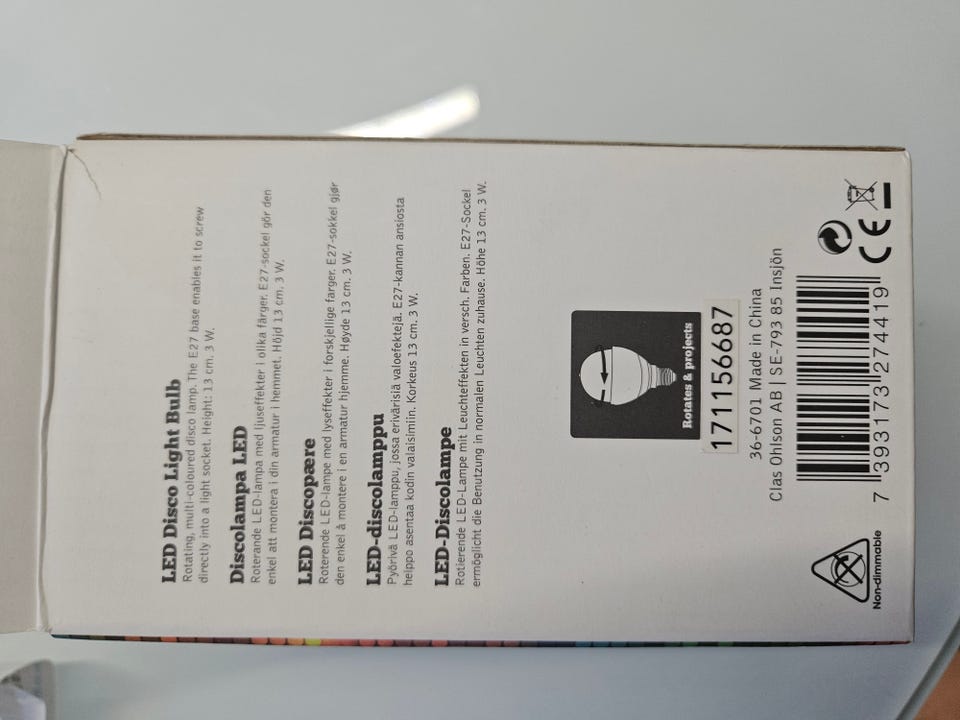 LED Disco Light Bulb
Rotating, multi-coloured disco lamp. The E27 base enables it to screw
directly into a light socket. Height: 13 cm. 3 W.
Discolampa LED
Roterande LED-lampa med ljuseffekter i olika färger. E27-sockel gör den
enkel att montera i din armatur i hemmet. Höjd 13 cm. 3 W.
LED Discopære
Roterende LED-lampe med lyseffekter i forskjellige farger. E27-sokkel gjør
den enkel å montere i en armatur hjemme. Høyde 13 cm. 3 W.
LED-discolamppu
Pyörivä LED-lamppu, jossa erivärisiä valoefektejä. E27-kannan ansiosta
helppo asentaa kodin valaisimiin. Korkeus 13 cm. 3 W.
LED-Discolampe
Rotierende LED-Lampe mit Leuchteffekten in versch. Farben. E27-Sockel
ermöglicht die Benutzung in normalen Leuchten zuhause. Höhe 13 cm. 3 W.
Rotates & projects
171156687
36-6701 Made in China
Clas Ohlson AB | SE-793 85 Insjön
7 393173 274419
Non-dimmable
CE